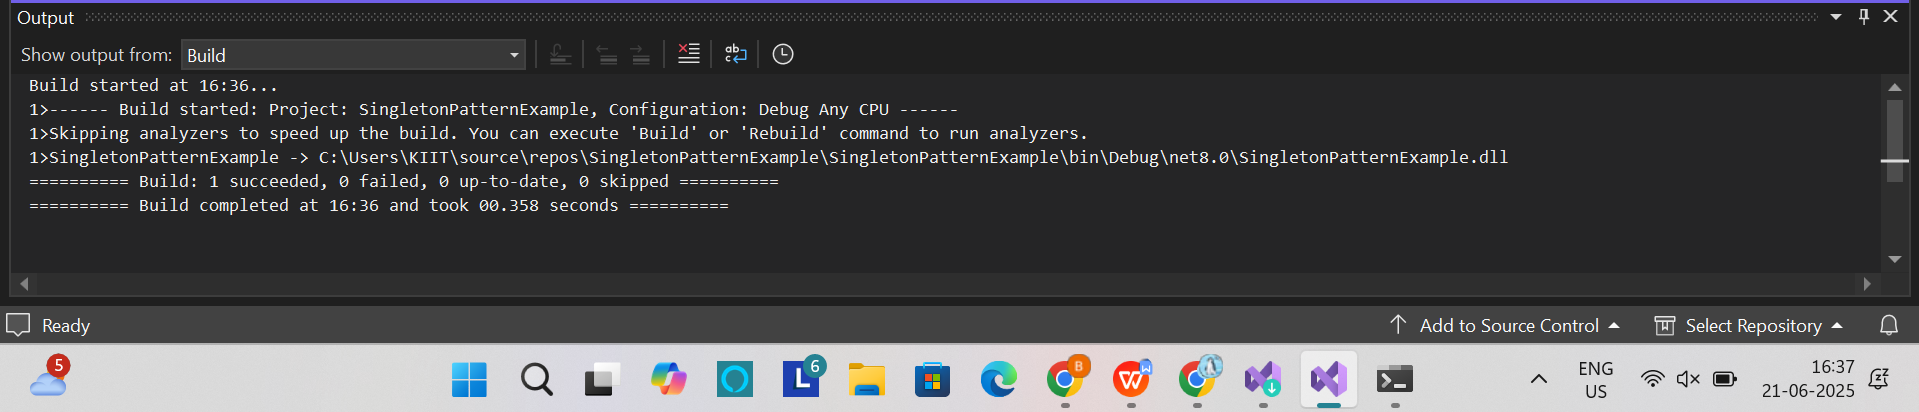 Output
Show output from: Build
Build started at 16:36...
1>------ Build started: Project: SingletonPatternExample, Configuration: Debug Any CPU ------
1>Skipping analyzers to speed up the build. You can execute 'Build' or 'Rebuild' command to run analyzers.
1>SingletonPatternExample -> C:\Users\KIIT\source\repos\SingletonPatternExample\SingletonPatternExample\bin\Debug\net8.0\SingletonPatternExample.dll
========== Build: 1 succeeded, 0 failed, 0 up-to-date, 0 skipped ==========
========== Build completed at 16:36 and took 00.358 seconds ==========
Ready
Add to Source Control
Select Repository
5
L 6
B
W
W
ENG
US
16:37
21-06-2025